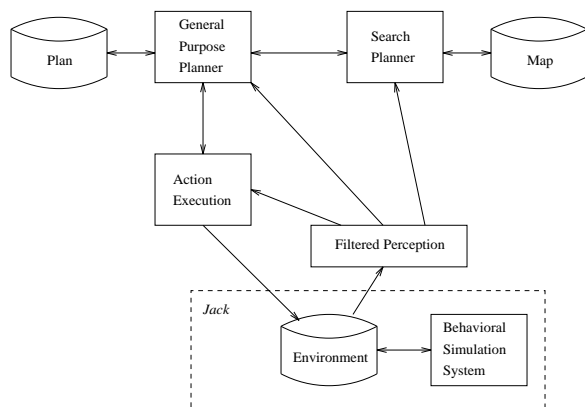 Plan
General
Purpose
Planner
Search
Planner
Map
Action
Execution
Filtered Perception
Jack
Environment
Behavioral
Simulation
System